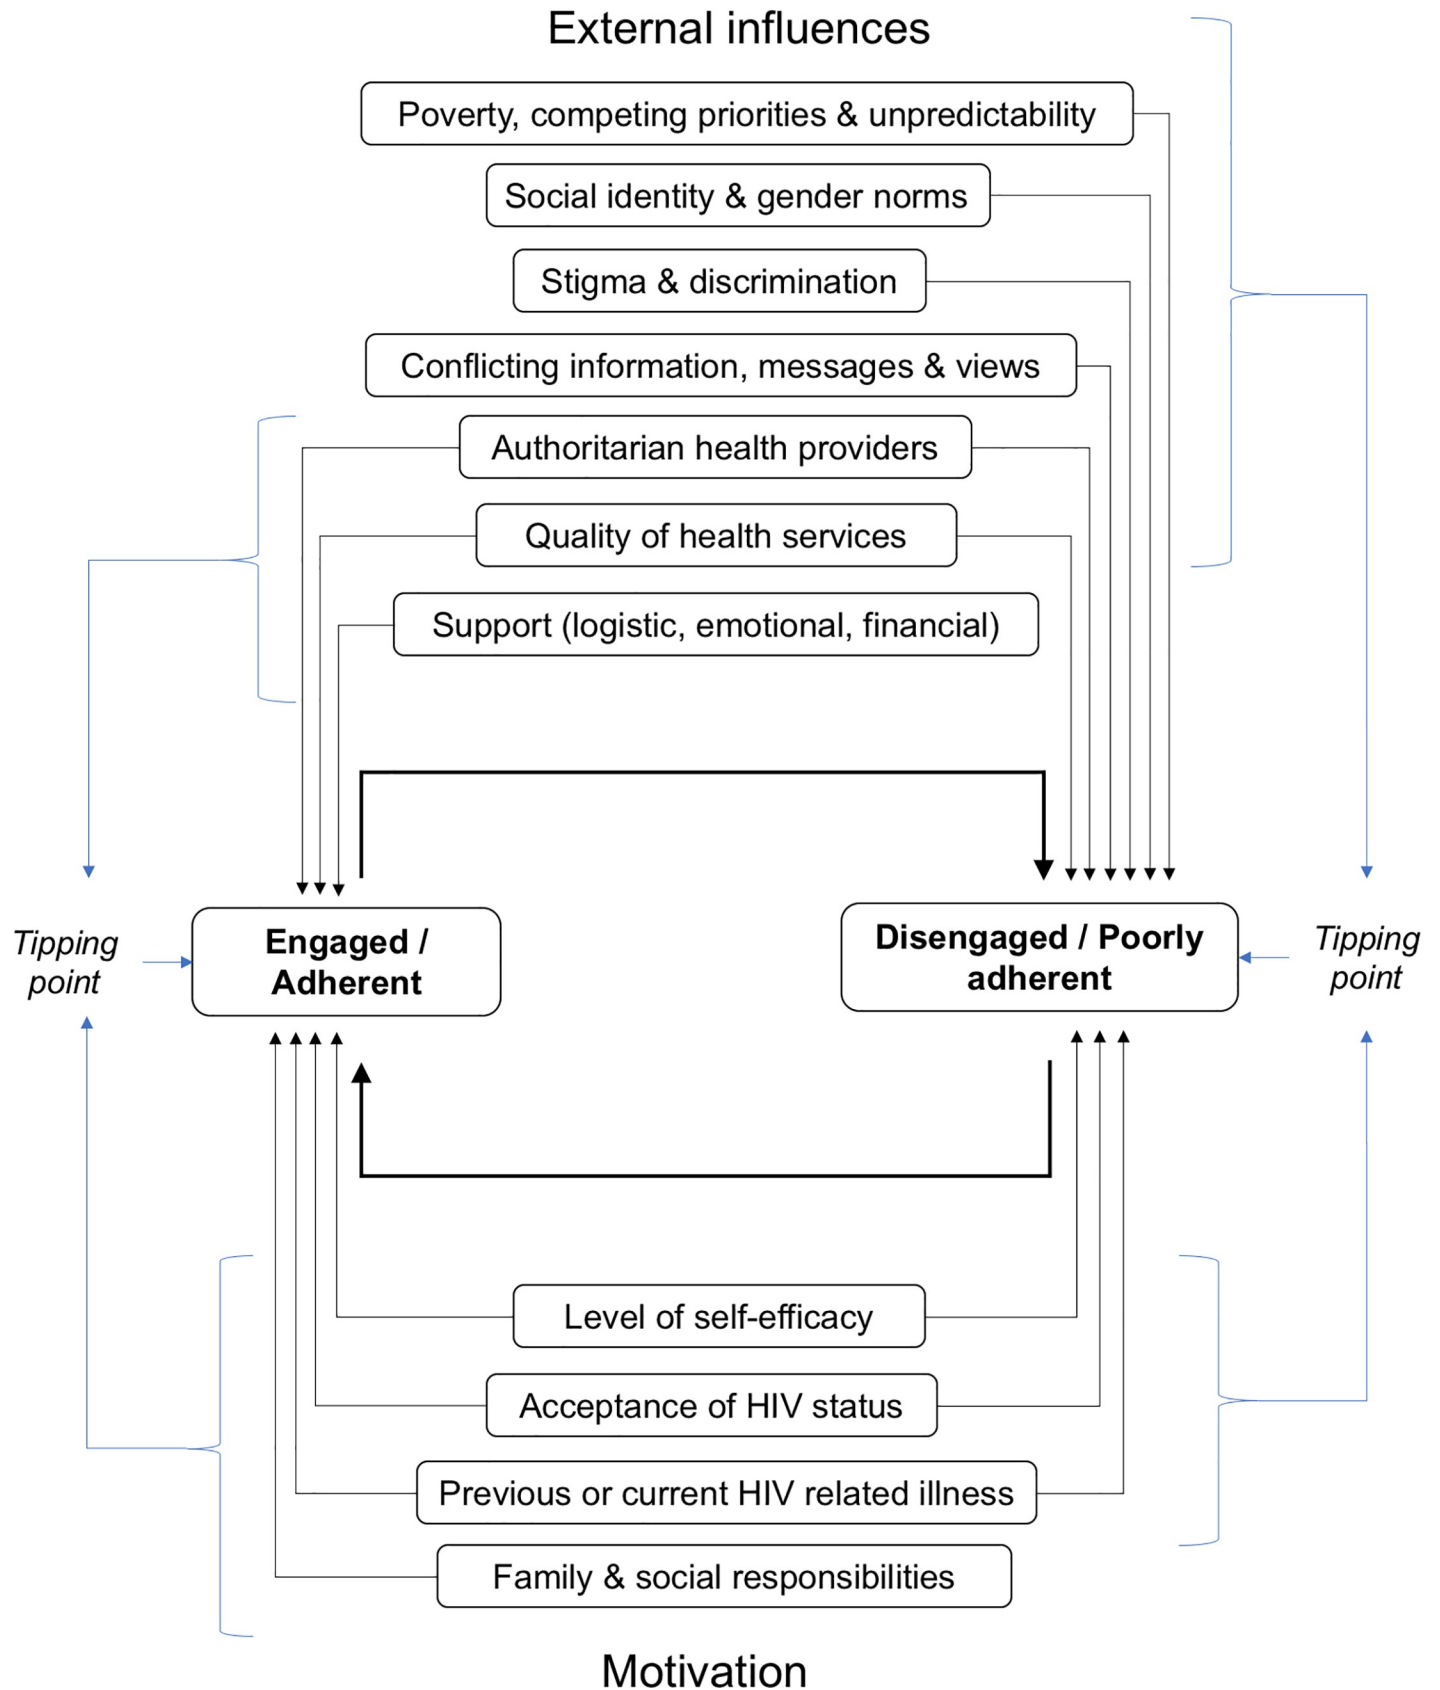 External influences
Poverty, competing priorities & unpredictability
Social identity & gender norms
Stigma & discrimination
Conflicting information, messages & views
Authoritarian health providers
Quality of health services
Support (logistic, emotional, financial)
Tipping
point
Engaged /
Adherent
Disengaged / Poorly
adherent
Tipping
point
Level of self-efficacy
Acceptance of HIV status
Previous or current HIV related illness
Family & social responsibilities
Motivation